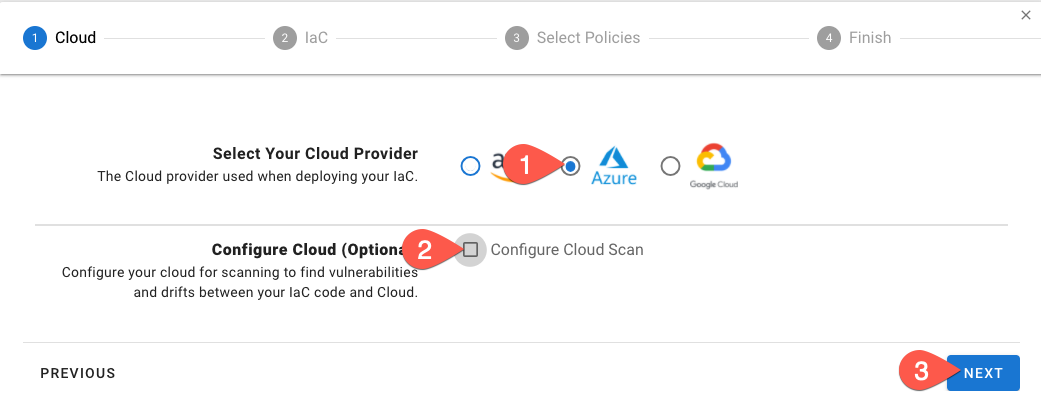 1 Cloud 2 IaC 3 Select Policies 4 Finish
Select Your Cloud Provider
The Cloud provider used when deploying your IaC.
a 1 Azure Google Cloud
Configure Cloud (Optiona 2 Configure Cloud Scan
Configure your cloud for scanning to find vulnerabilities
and drifts between your IaC code and Cloud.
PREVIOUS 3 NEXT